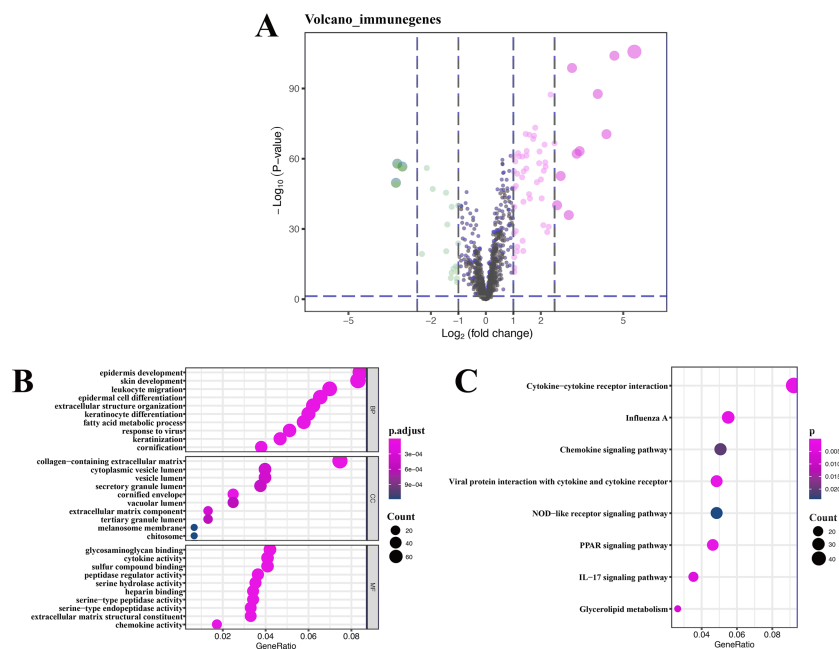 A
Volcano_immunegenes
− Log10 (P−value)
90
60
30
0
−5
−2
−1
0
1
2
5
Log2 (fold change)
B
epidermis development
skin development
leukocyte migration
epidermal cell differentiation
extracellular structure organization
keratinocyte differentiation
fatty acid metabolic process
response to virus
keratinization
cornification
BP
collagen−containing extracellular matrix
cytoplasmic vesicle lumen
vesicle lumen
secretory granule lumen
cornified envelope
vacuolar lumen
extracellular matrix component
tertiary granule lumen
melanosome membrane
chitosome
CC
glycosaminoglycan binding
cytokine activity
sulfur compound binding
peptidase regulator activity
serine hydrolase activity
heparin binding
serine−type peptidase activity
serine−type endopeptidase activity
extracellular matrix structural constituent
chemokine activity
MF
0.02
0.04
0.06
0.08
GeneRatio
p.adjust
3e−04
6e−04
9e−04
Count
20
40
60
C
Cytokine−cytokine receptor interaction
Influenza A
Chemokine signaling pathway
Viral protein interaction with cytokine and cytokine receptor
NOD−like receptor signaling pathway
PPAR signaling pathway
IL−17 signaling pathway
Glycerolipid metabolism
0.04
0.06
0.08
GeneRatio
p
0.005
0.010
0.015
0.020
Count
20
30
40